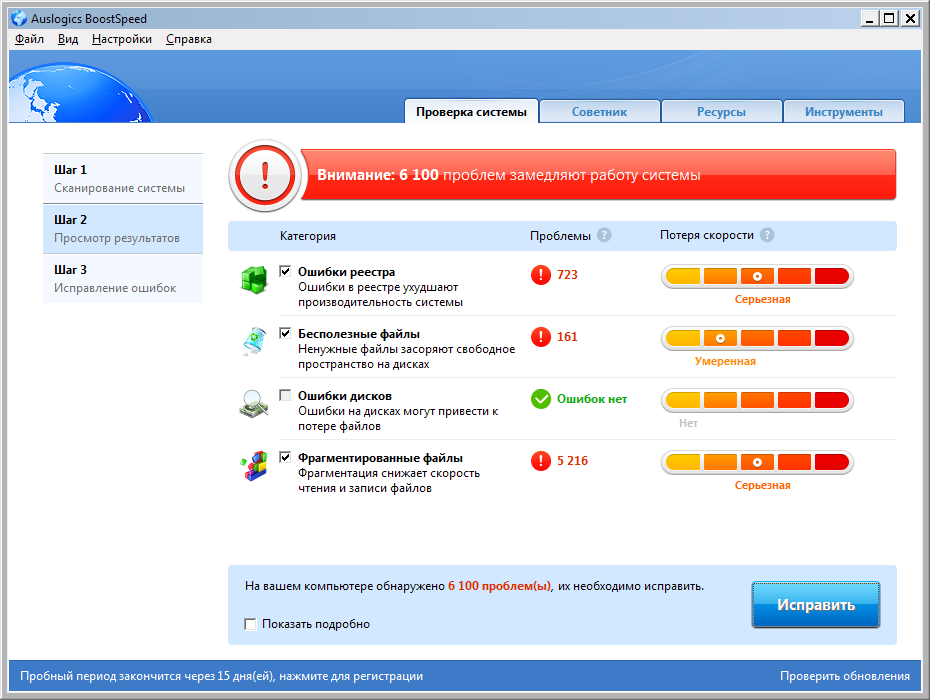 Auslogics BoostSpeed
Файл Вид Настройки Справка
Проверка системы Советник Ресурсы Инструменты
Шаг 1
Сканирование системы
Шаг 2
Просмотр результатов
Шаг 3
Исправление ошибок
Внимание: 6 100 проблем замедляют работу системы
Категория Проблемы ? Потеря скорости ?
Ошибки реестра
Ошибки в реестре ухудшают
производительность системы
723
Серьезная
Бесполезные файлы
Ненужные файлы засоряют свободное
пространство на дисках
161
Умеренная
Ошибки дисков
Ошибки на дисках могут привести к
потере файлов
Ошибок нет
Нет
Фрагментированные файлы
Фрагментация снижает скорость
чтения и записи файлов
5 216
Серьезная
На вашем компьютере обнаружено 6 100 проблем(ы), их необходимо исправить.
Показать подробно
Исправить
Пробный период закончится через 15 дня(ей), нажмите для регистрации Проверить обновления